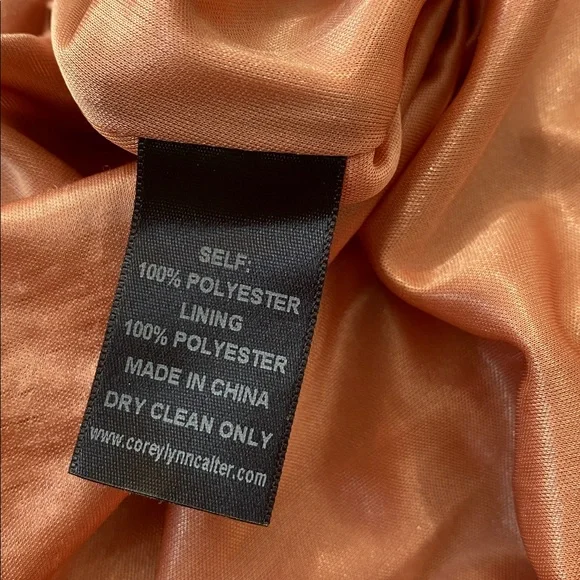 SELF:
100% POLYESTER
LINING
100% POLYESTER
MADE IN CHINA
DRY CLEAN ONLY
www.coreylynncalter.com